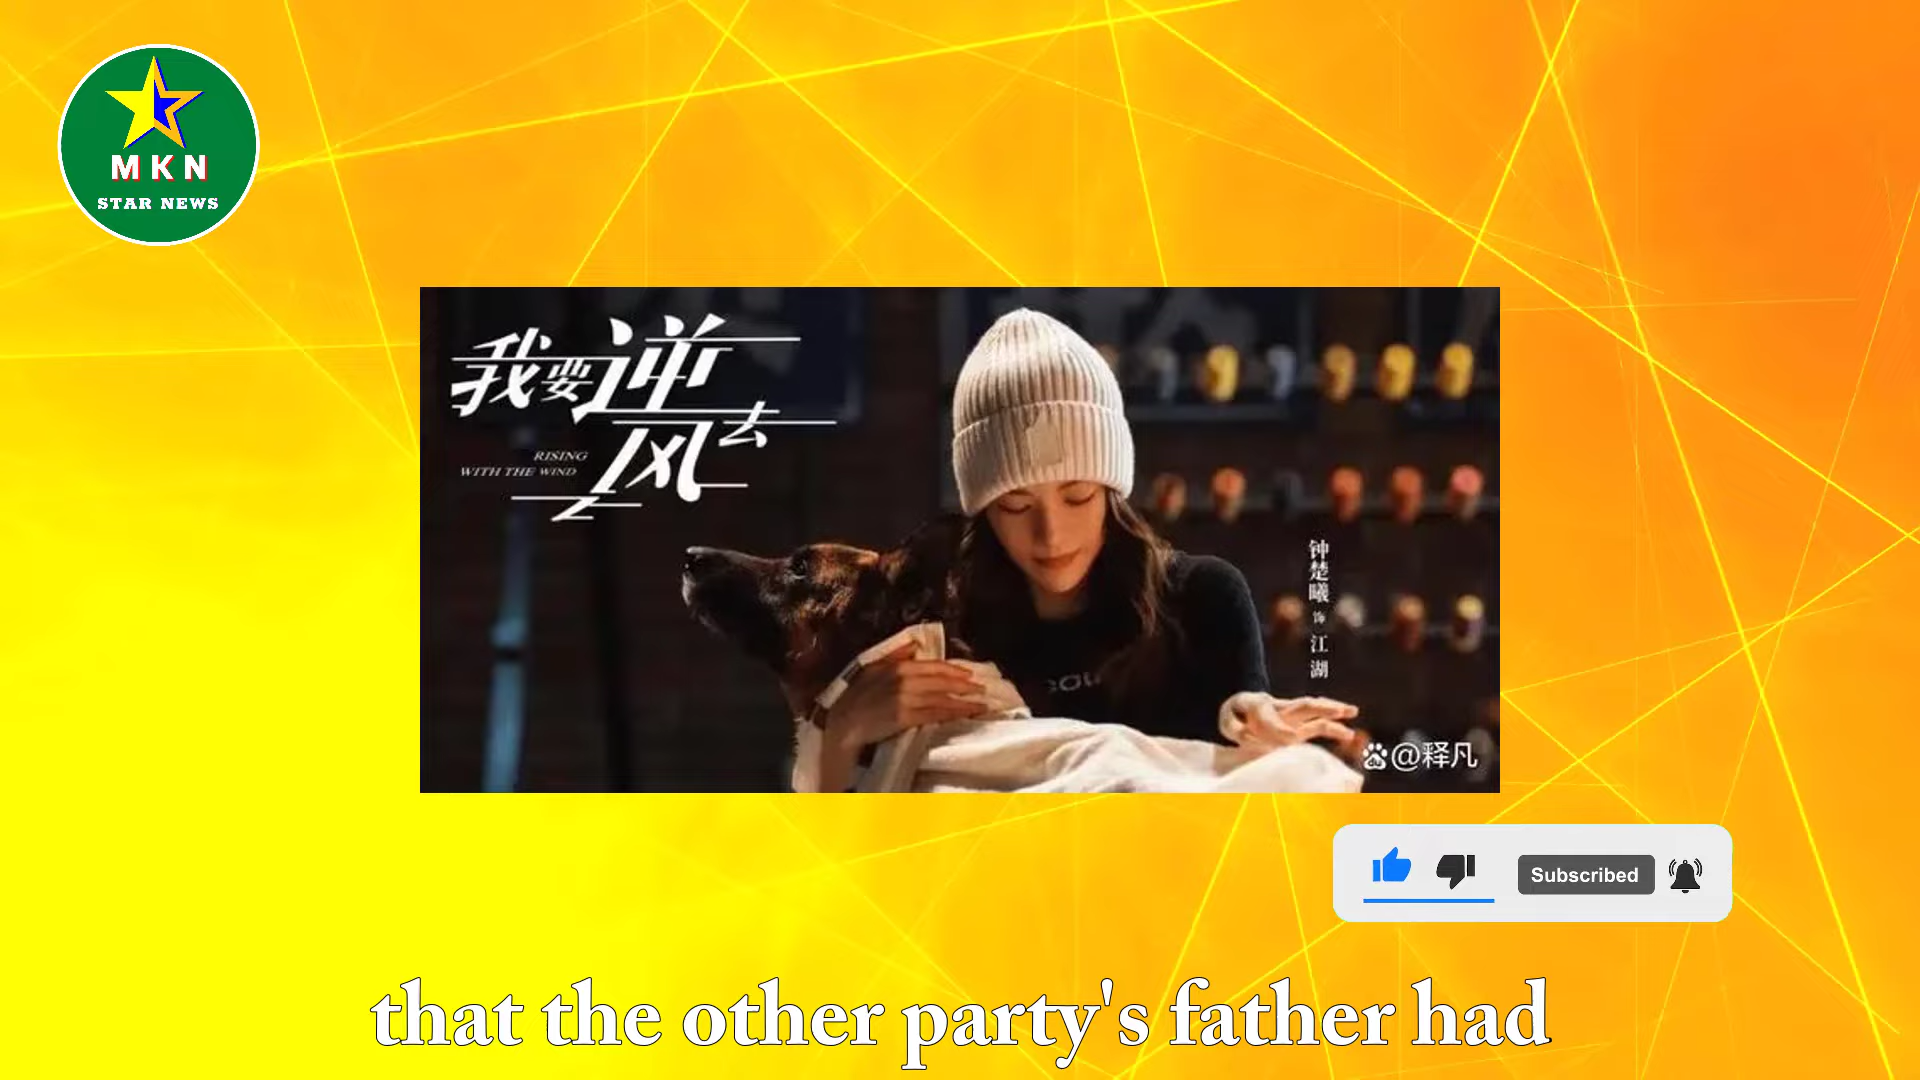 MKN
STAR NEWS
我要逆
风去
RISING
WITH THE WIND
钟楚曦
饰
江湖
@释凡
Subscribed
that the other party's father had